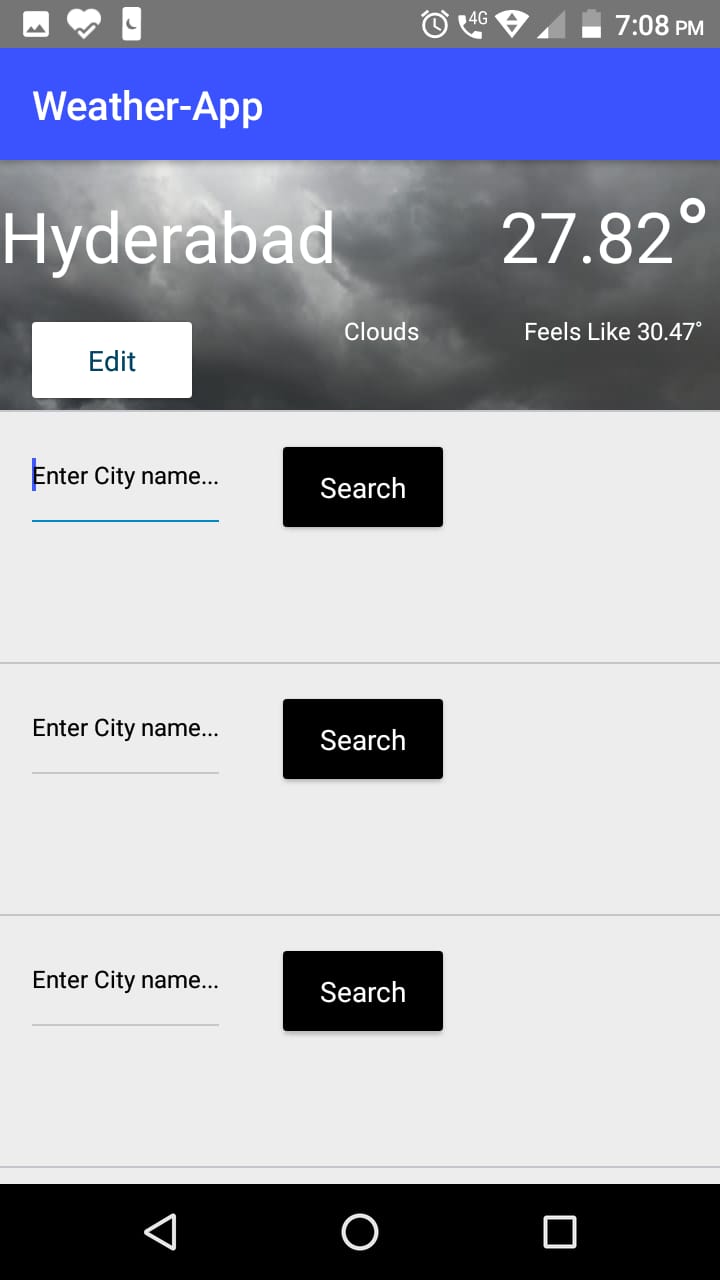 4G 7:08 PM
Weather-App
Hyderabad 27.82°
Clouds Feels Like 30.47°
Edit
Enter City name...
Search
Enter City name...
Search
Enter City name...
Search